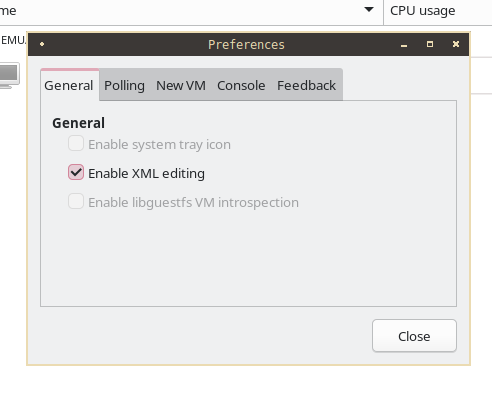 me CPU usage
EMU
Preferences
General Polling New VM Console Feedback
General
Enable system tray icon
Enable XML editing
Enable libguestfs VM introspection
Close